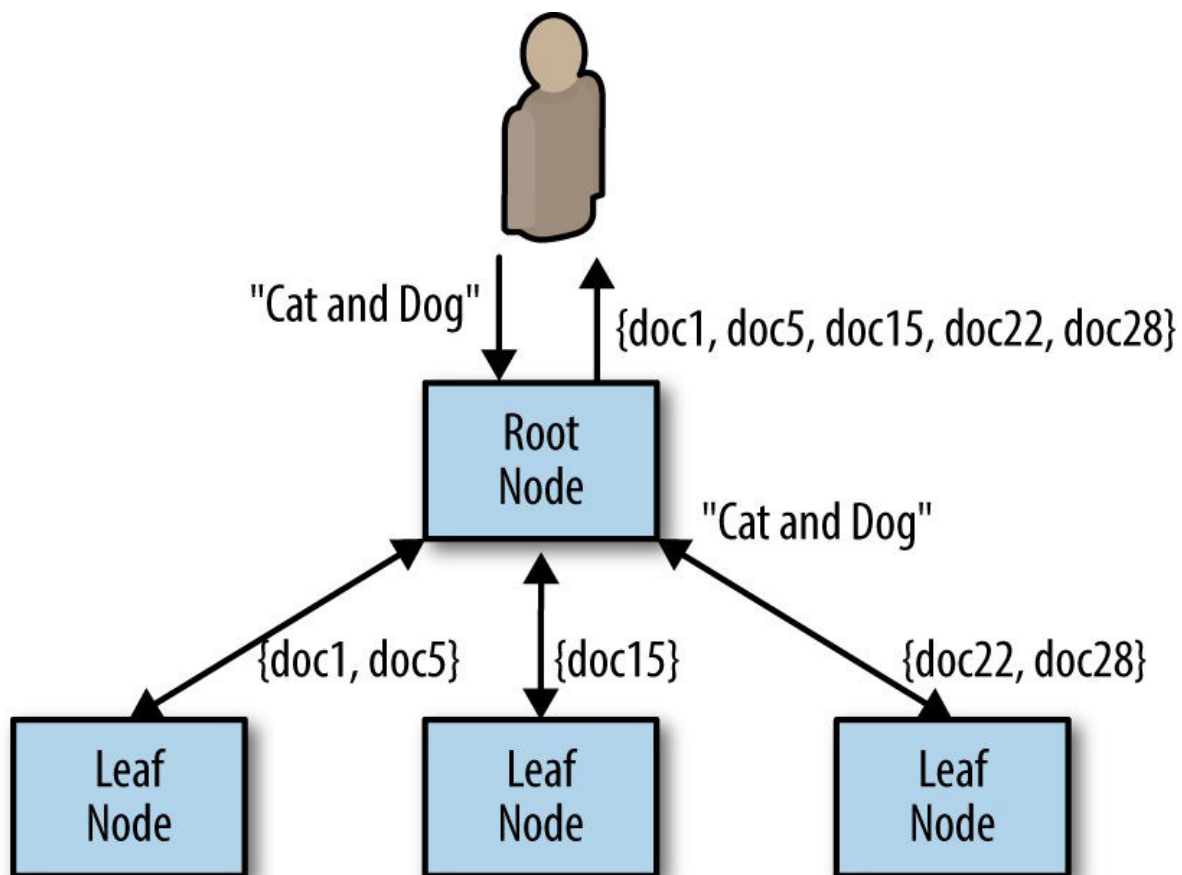 "Cat and Dog"
{doc1, doc5, doc15, doc22, doc28}
Root
Node
"Cat and Dog"
{doc1, doc5}
{doc15}
{doc22, doc28}
Leaf
Node
Leaf
Node
Leaf
Node